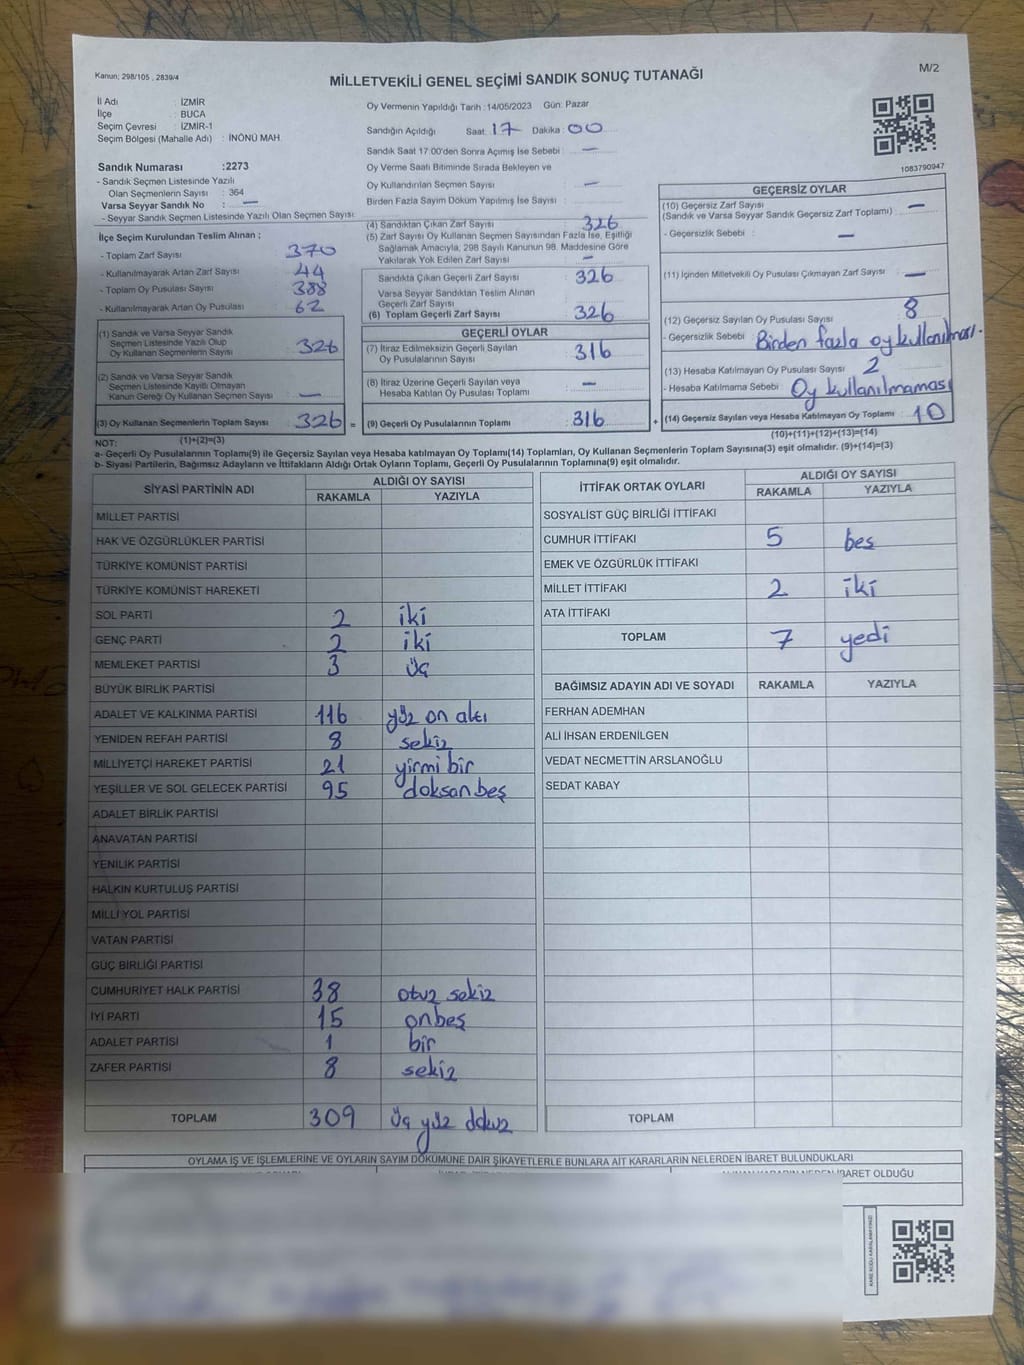 Kanun; 298/105 , 2839/4
MİLLETVEKİLİ GENEL SEÇİMİ SANDIK SONUÇ TUTANAĞI
M/2
İl Adı : İZMİR
İlçe : BUCA
Seçim Çevresi : İZMİR-1
Seçim Bölgesi (Mahalle Adı) : İNÖNÜ MAH.
Sandık Numarası :2273
- Sandık Seçmen Listesinde Yazılı
Olan Seçmenlerin Sayısı : 364
Varsa Seyyar Sandık No : —
- Seyyar Sandık Seçmen Listesinde Yazılı Olan Seçmen Sayısı:
Oy Vermenin Yapıldığı Tarih :14/05/2023 Gün: Pazar
Sandığın Açıldığı Saat: 17 Dakika : 00
Sandık Saat 17:00'den Sonra Açımış İse Sebebi : —
Oy Verme Saati Bitiminde Sırada Bekleyen ve
Oy Kullandırılan Seçmen Sayısı : —
Birden Fazla Sayım Döküm Yapılmış İse Sayısı :
1083790947
İlçe Seçim Kurulundan Teslim Alınan ;
- Toplam Zarf Sayısı : 370
- Kullanılmayarak Artan Zarf Sayısı : 44
- Toplam Oy Pusulası Sayısı : 388
- Kullanılmayarak Artan Oy Pusulası : 62
(1) Sandık ve Varsa Seyyar Sandık
Seçmen Listesinde Yazılı Olup
Oy Kullanan Seçmenlerin Sayısı : 326
(2) Sandık ve Varsa Seyyar Sandık
Seçmen Listesinde Kayıtlı Olmayan
Kanun Gereği Oy Kullanan Seçmen Sayısı : —
(3) Oy Kullanan Seçmenlerin Toplam Sayısı : 326 =
(1)+(2)=(3)
(4) Sandıktan Çıkan Zarf Sayısı : 326
(5) Zarf Sayısı Oy Kullanan Seçmen Sayısından Fazla İse, Eşitliği
Sağlamak Amacıyla, 298 Sayılı Kanunun 98. Maddesine Göre
Yakılarak Yok Edilen Zarf Sayısı : —
Sandıkta Çıkan Geçerli Zarf Sayısı : 326
Varsa Seyyar Sandıktan Teslim Alınan
Geçerli Zarf Sayısı
(6) Toplam Geçerli Zarf Sayısı : 326
GEÇERLİ OYLAR
(7) İtiraz Edilmeksizin Geçerli Sayılan
Oy Pusulalarının Sayısı : 316
(8) İtiraz Üzerine Geçerli Sayılan veya
Hesaba Katılan Oy Pusulası Toplamı : —
(9) Geçerli Oy Pusulalarının Toplamı : 316 +
GEÇERSİZ OYLAR
(10) Geçersiz Zarf Sayısı : —
(Sandık ve Varsa Seyyar Sandık Geçersiz Zarf Toplamı)
- Geçersizlik Sebebi : —
(11) İçinden Milletvekili Oy Pusulası Çıkmayan Zarf Sayısı : —
(12) Geçersiz Sayılan Oy Pusulası Sayısı : 8
- Geçersizlik Sebebi : Birden fazla oy kullanılması.
(13) Hesaba Katılmayan Oy Pusulası Sayısı : 2
- Hesaba Katılmama Sebebi : Oy kullanılmaması
(14) Geçersiz Sayılan veya Hesaba Katılmayan Oy Toplamı : 10
(10)+(11)+(12)+(13)=(14)
NOT:
a- Geçerli Oy Pusulalarının Toplamı(9) ile Geçersiz Sayılan veya Hesaba katılmayan Oy Toplamı(14) Toplamları, Oy Kullanan Seçmenlerin Toplam Sayısına(3) eşit olmalıdır. (9)+(14)=(3)
b- Siyasi Partilerin, Bağımsız Adayların ve İttifakların Aldığı Ortak Oyların Toplamı, Geçerli Oy Pusulalarının Toplamına(9) eşit olmalıdır.
SİYASİ PARTİNİN ADI ALDIĞI OY SAYISI
RAKAMLA YAZIYLA
MİLLET PARTİSİ
HAK VE ÖZGÜRLÜKLER PARTİSİ
TÜRKİYE KOMÜNİST PARTİSİ
TÜRKİYE KOMÜNİST HAREKETİ
SOL PARTİ 2 iki
GENÇ PARTİ 2 iki
MEMLEKET PARTİSİ 3 üç
BÜYÜK BİRLİK PARTİSİ
ADALET VE KALKINMA PARTİSİ 116 yüz on altı
YENİDEN REFAH PARTİSİ 8 sekiz
MİLLİYETÇİ HAREKET PARTİSİ 21 yirmi bir
YEŞİLLER VE SOL GELECEK PARTİSİ 95 doksan beş
ADALET BİRLİK PARTİSİ
ANAVATAN PARTİSİ
YENİLİK PARTİSİ
HALKIN KURTULUŞ PARTİSİ
MİLLİ YOL PARTİSİ
VATAN PARTİSİ
GÜÇ BİRLİĞİ PARTİSİ
CUMHURİYET HALK PARTİSİ 38 otuz sekiz
İYİ PARTİ 15 onbeş
ADALET PARTİSİ 1 bir
ZAFER PARTİSİ 8 sekiz
TOPLAM 309 üç yüz dokuz
İTTİFAK ORTAK OYLARI ALDIĞI OY SAYISI
RAKAMLA YAZIYLA
SOSYALİST GÜÇ BİRLİĞİ İTTİFAKI
CUMHUR İTTİFAKI 5 beş
EMEK VE ÖZGÜRLÜK İTTİFAKI
MİLLET İTTİFAKI 2 iki
ATA İTTİFAKI
TOPLAM 7 yedi
BAĞIMSIZ ADAYIN ADI VE SOYADI RAKAMLA YAZIYLA
FERHAN ADEMHAN
ALİ İHSAN ERDENİLGEN
VEDAT NECMETTİN ARSLANOĞLU
SEDAT KABAY
TOPLAM
OYLAMA İŞ VE İŞLEMLERİNE VE OYLARIN SAYIM DÖKÜMÜNE DAİR ŞİKAYETLERLE BUNLARA AİT KARARLARIN NELERDEN İBARET BULUNDUKLARI
İBARET OLDUĞU